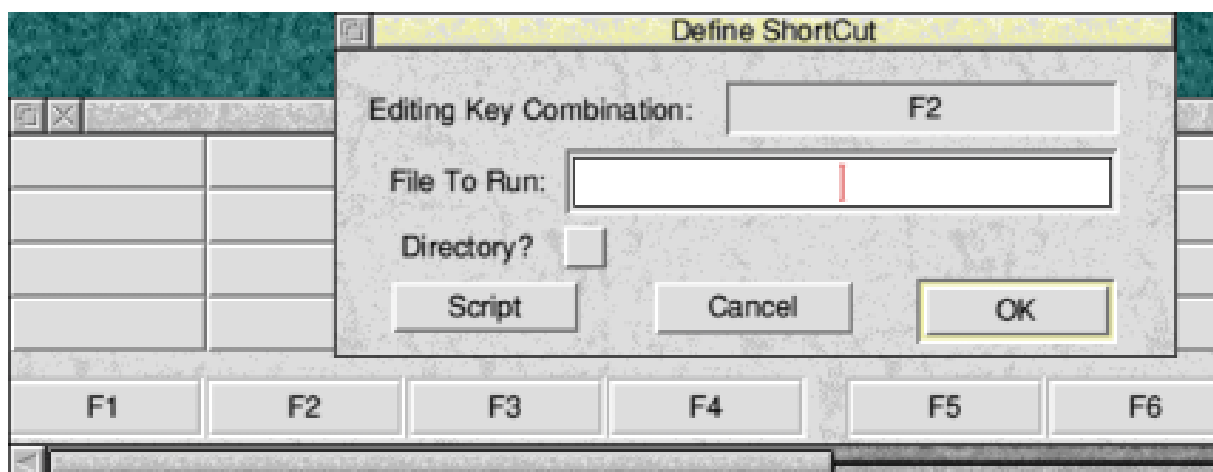 Define ShortCut
Editing Key Combination: F2
File To Run:
Directory?
Script Cancel OK
F1 F2 F3 F4 F5 F6